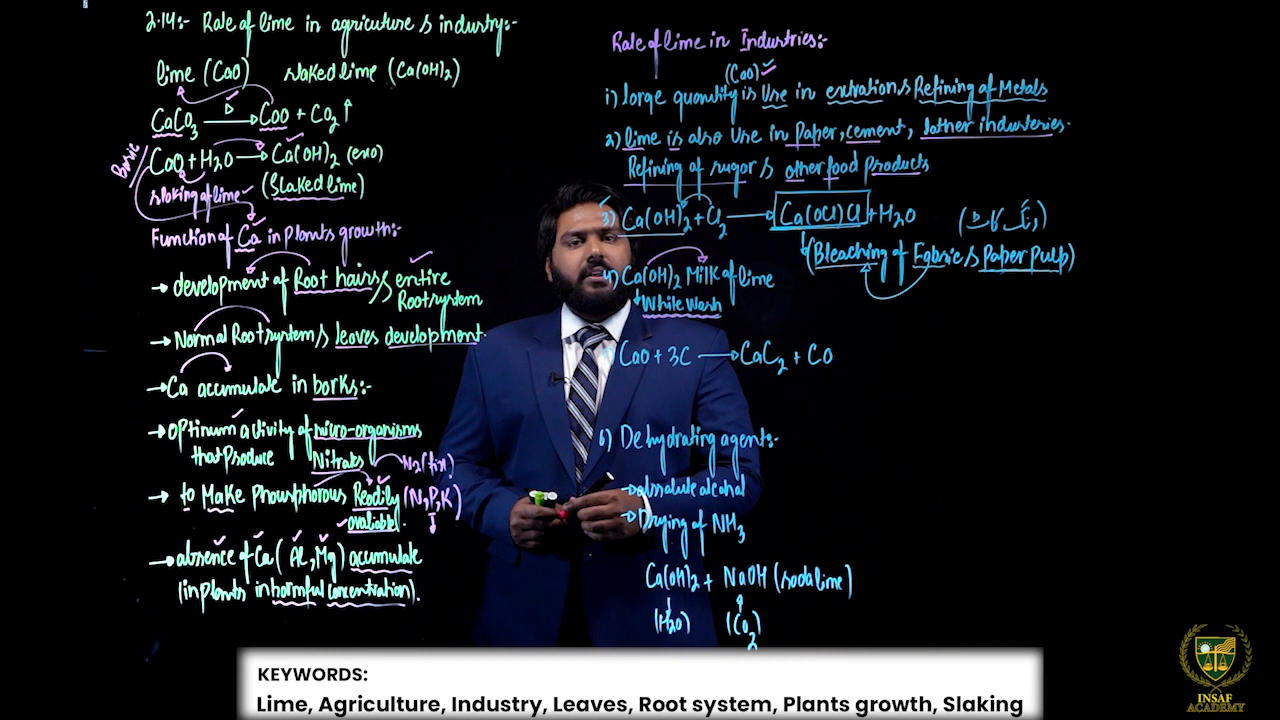 2.14:- Role of lime in agricuture & industry:-
lime (CaO) slaked lime (Ca(OH)2)
CaCO3 ⟶ CaO + CO2 ↑
Basic
CaO + H2O ⟶ Ca(OH)2 (exo)
slaking of lime (slaked lime)
Function of Ca in plants growth:-
→ development of Root hairs & entire
Root system
→ Normal Root system & leaves development
→ Ca accumulate in barks:-
→ optimum activity of micro-organisms
that produce Nitrates N2 (fix)
→ to Make phousphorous Readily (N,P,K)
available.
→ absence of Ca (Al, Mg) accumulate
(in plants in harmful concentration).
Role of lime in Industries:-
(CaO)
1) large quantity is Use in extration & Refining of Metals
2) lime is also Use in Paper, cement, lather industeries.
Refining of sugar & other food products
3) Ca(OH)2 + Cl2 ⟶ Ca(OCl)Cl + H2O
(Bleaching of Fabric & Paper Pulp)
4) Ca(OH)2 Milk of lime
White Wash
CaO + 3C ⟶ CaC2 + CO
6) Dehydrating agents:-
→ absulute alcohal
→ Drying of NH3
Ca(OH)2 + NaOH (soda lime)
(H2O) (CO2)
KEYWORDS:
Lime, Agriculture, Industry, Leaves, Root system, Plants growth, Slaking
INSAF
ACADEMY